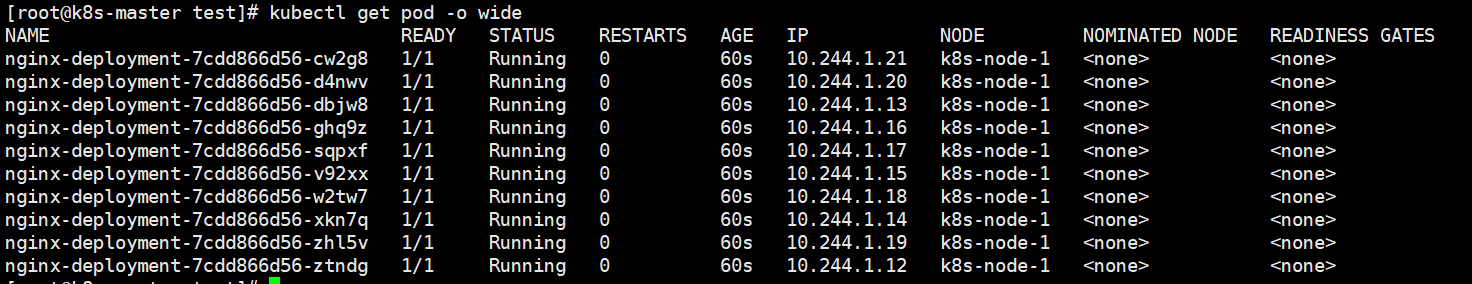 [root@k8s-master test]# kubectl get pod -o wide
NAME READY STATUS RESTARTS AGE IP NODE NOMINATED NODE READINESS GATES
nginx-deployment-7cdd866d56-cw2g8 1/1 Running 0 60s 10.244.1.21 k8s-node-1 <none> <none>
nginx-deployment-7cdd866d56-d4nwv 1/1 Running 0 60s 10.244.1.20 k8s-node-1 <none> <none>
nginx-deployment-7cdd866d56-dbjw8 1/1 Running 0 60s 10.244.1.13 k8s-node-1 <none> <none>
nginx-deployment-7cdd866d56-ghq9z 1/1 Running 0 60s 10.244.1.16 k8s-node-1 <none> <none>
nginx-deployment-7cdd866d56-sqpxf 1/1 Running 0 60s 10.244.1.17 k8s-node-1 <none> <none>
nginx-deployment-7cdd866d56-v92xx 1/1 Running 0 60s 10.244.1.15 k8s-node-1 <none> <none>
nginx-deployment-7cdd866d56-w2tw7 1/1 Running 0 60s 10.244.1.18 k8s-node-1 <none> <none>
nginx-deployment-7cdd866d56-xkn7q 1/1 Running 0 60s 10.244.1.14 k8s-node-1 <none> <none>
nginx-deployment-7cdd866d56-zhl5v 1/1 Running 0 60s 10.244.1.19 k8s-node-1 <none> <none>
nginx-deployment-7cdd866d56-ztndg 1/1 Running 0 60s 10.244.1.12 k8s-node-1 <none> <none>
[root@k8s-master test]#